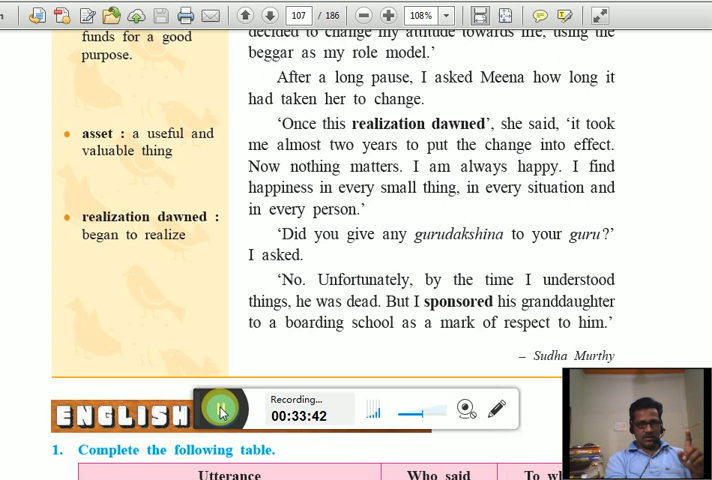 107 / 186 108%
funds for a good
purpose.
asset : a useful and
valuable thing
realization dawned :
began to realize
decided to change my attitude towards life, using the
beggar as my role model.’
After a long pause, I asked Meena how long it
had taken her to change.
‘Once this realization dawned’, she said, ‘it took
me almost two years to put the change into effect.
Now nothing matters. I am always happy. I find
happiness in every small thing, in every situation and
in every person.’
‘Did you give any gurudakshina to your guru?’
I asked.
‘No. Unfortunately, by the time I understood
things, he was dead. But I sponsored his granddaughter
to a boarding school as a mark of respect to him.’
– Sudha Murthy
ENGLISH
Recording...
00:33:42
1. Complete the following table.
Utterance Who said To wh